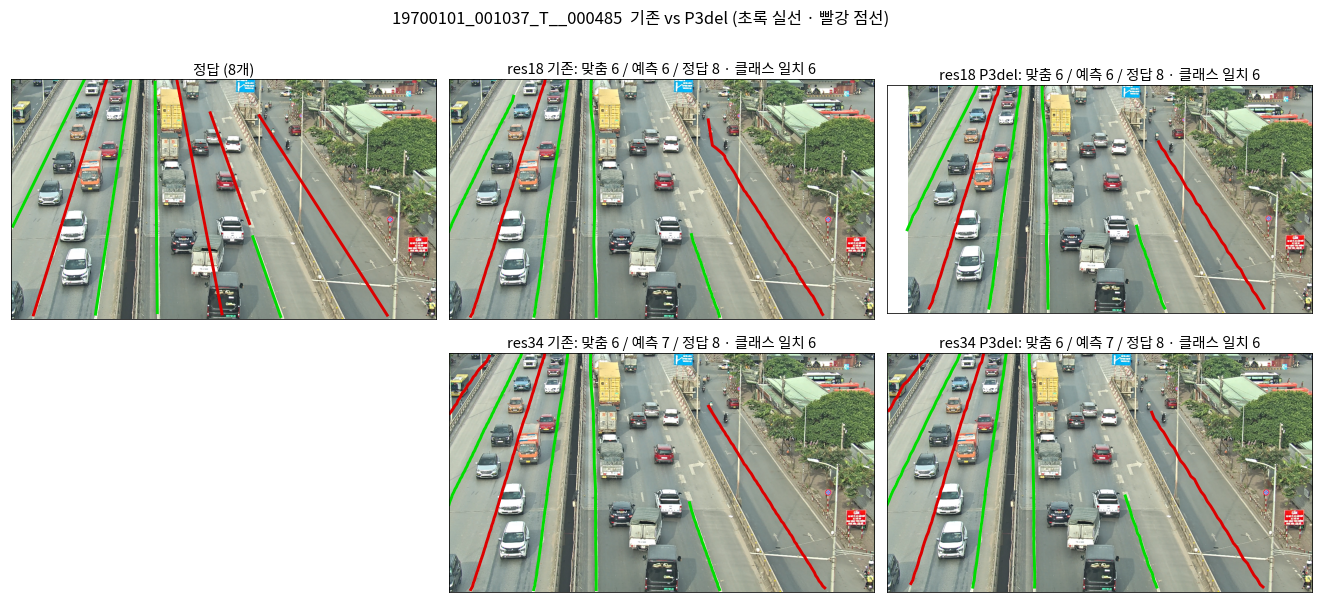 19700101_001037_T__000485 기존 vs P3del (초록 실선 · 빨강 점선)
정답 (8개)
res18 기존: 맞춤 6 / 예측 6 / 정답 8 · 클래스 일치 6
res18 P3del: 맞춤 6 / 예측 6 / 정답 8 · 클래스 일치 6
res34 기존: 맞춤 6 / 예측 7 / 정답 8 · 클래스 일치 6
res34 P3del: 맞춤 6 / 예측 7 / 정답 8 · 클래스 일치 6